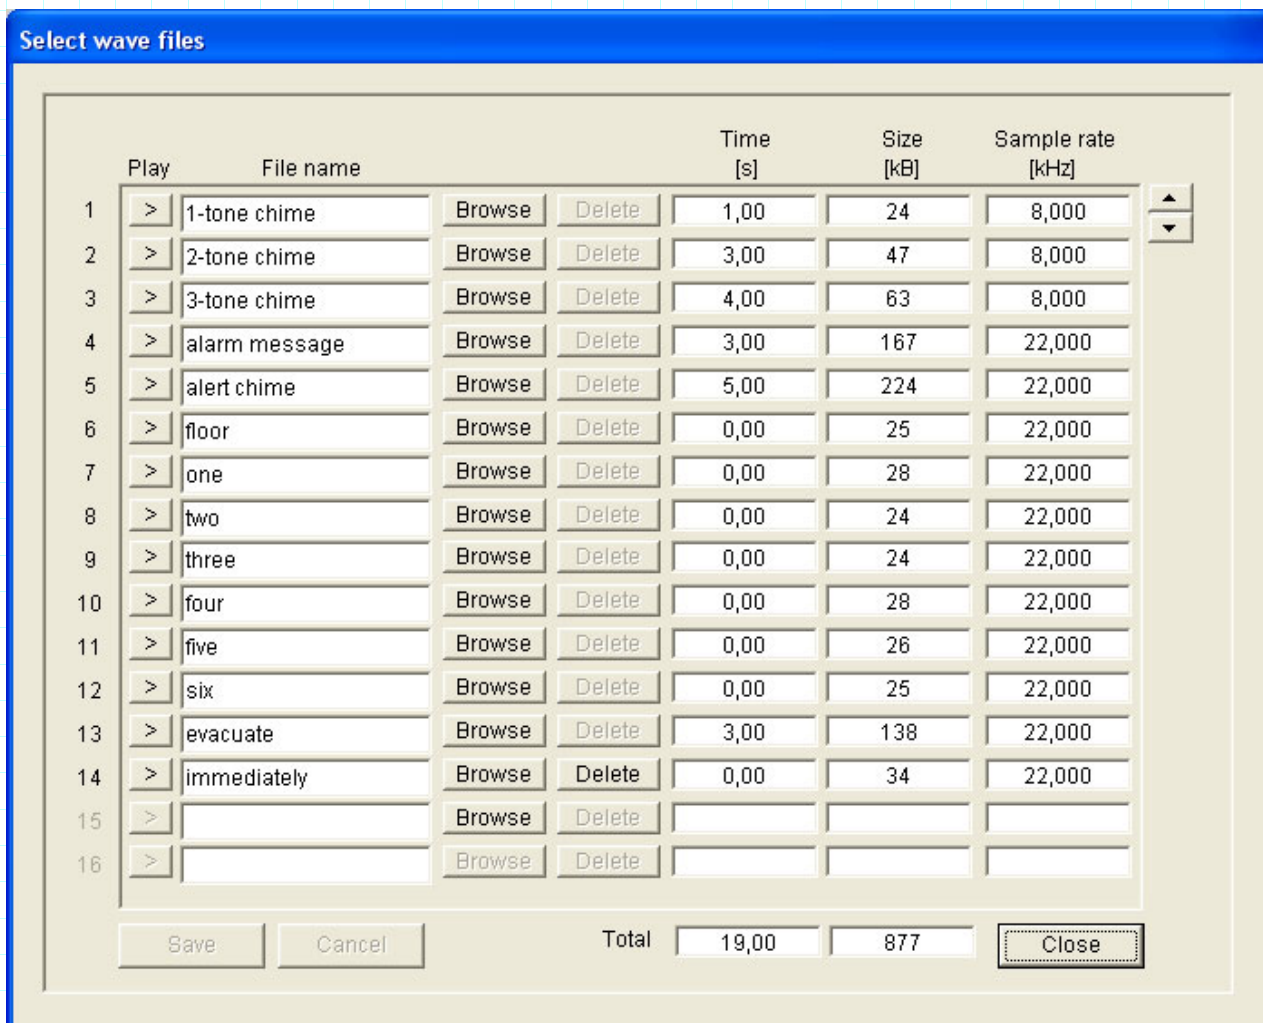 Select wave files
Time Size Sample rate
Play File name [s] [kB] [kHz]
1 > 1-tone chime Browse Delete 1,00 24 8,000
2 > 2-tone chime Browse Delete 3,00 47 8,000
3 > 3-tone chime Browse Delete 4,00 63 8,000
4 > alarm message Browse Delete 3,00 167 22,000
5 > alert chime Browse Delete 5,00 224 22,000
6 > floor Browse Delete 0,00 25 22,000
7 > one Browse Delete 0,00 28 22,000
8 > two Browse Delete 0,00 24 22,000
9 > three Browse Delete 0,00 24 22,000
10 > four Browse Delete 0,00 28 22,000
11 > five Browse Delete 0,00 26 22,000
12 > six Browse Delete 0,00 25 22,000
13 > evacuate Browse Delete 3,00 138 22,000
14 > immediately Browse Delete 0,00 34 22,000
15 > Browse Delete
16 > Browse Delete
Save Cancel Total 19,00 877 Close